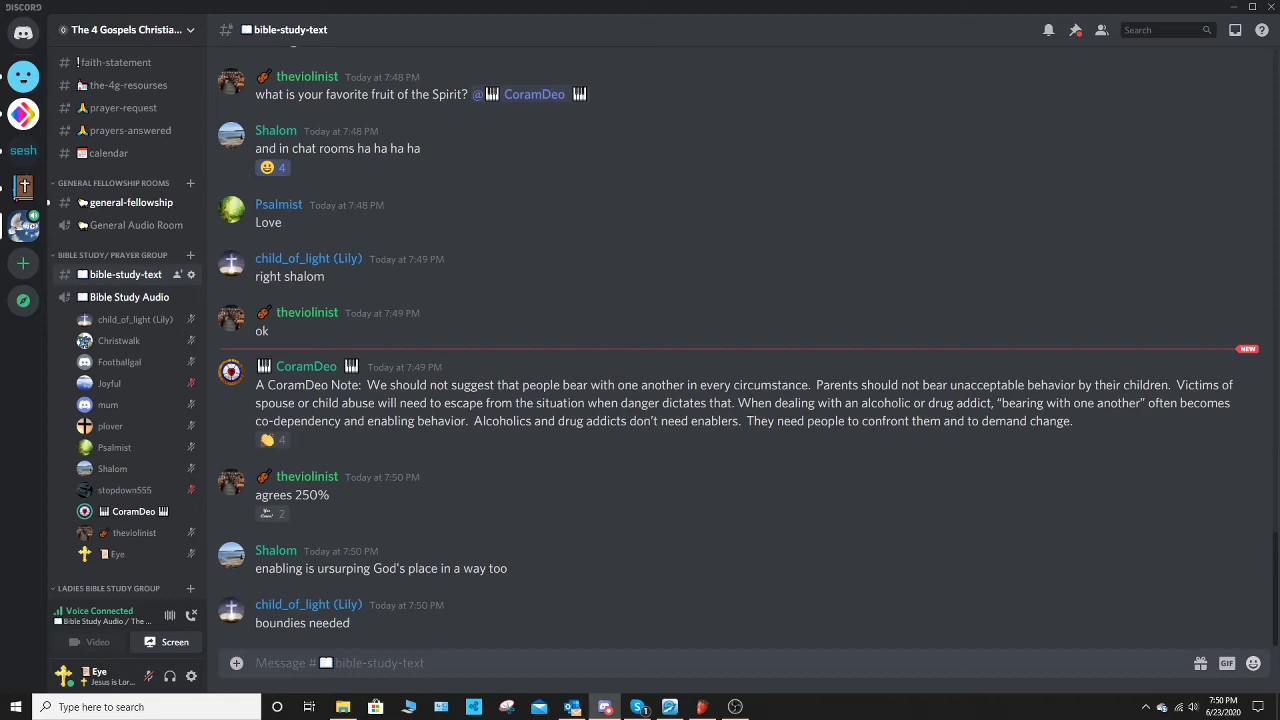 DISCORD
The 4 Gospels Christia...
bible-study-text
Search
faith-statement
the-4g-resourses
prayer-request
prayers-answered
calendar
GENERAL FELLOWSHIP ROOMS
general-fellowship
General Audio Room
BIBLE STUDY/ PRAYER GROUP
bible-study-text
Bible Study Audio
child_of_light (Lily)
Christwalk
Footballgal
Joyful
mum
plover
Psalmist
Shalom
stopdown555
CoramDeo
theviolinist
Eye
LADIES BIBLE STUDY GROUP
Voice Connected
Bible Study Audio / The ...
Video
Screen
Eye
Jesus is Lor...
sesh
theviolinist Today at 7:48 PM
what is your favorite fruit of the Spirit? @ CoramDeo
Shalom Today at 7:48 PM
and in chat rooms ha ha ha ha
4
Psalmist Today at 7:48 PM
Love
child_of_light (Lily) Today at 7:49 PM
right shalom
theviolinist Today at 7:49 PM
ok
NEW
CoramDeo Today at 7:49 PM
A CoramDeo Note: We should not suggest that people bear with one another in every circumstance. Parents should not bear unacceptable behavior by their children. Victims of
spouse or child abuse will need to escape from the situation when danger dictates that. When dealing with an alcoholic or drug addict, “bearing with one another” often becomes
co-dependency and enabling behavior. Alcoholics and drug addicts don’t need enablers. They need people to confront them and to demand change.
4
theviolinist Today at 7:50 PM
agrees 250%
2
Shalom Today at 7:50 PM
enabling is ursurping God's place in a way too
child_of_light (Lily) Today at 7:50 PM
boundies needed
Message # bible-study-text
GIF
Type here to search
7:50 PM
6/23/2020